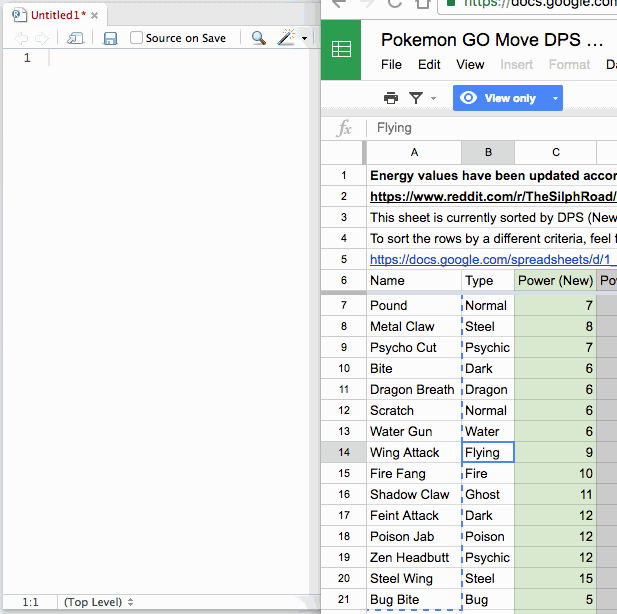 Untitled1* ×
Source on Save
1
1:1 (Top Level)
https://docs.google.com
Pokemon GO Move DPS ...
File Edit View Insert Format Da
View only
fx Flying
A B C
1 Energy values have been updated accor
2 https://www.reddit.com/r/TheSilphRoad/
3 This sheet is currently sorted by DPS (New
4 To sort the rows by a different criteria, feel f
5 https://docs.google.com/spreadsheets/d/1_
6 Name Type Power (New) Po
7 Pound Normal 7
8 Metal Claw Steel 8
9 Psycho Cut Psychic 7
10 Bite Dark 6
11 Dragon Breath Dragon 6
12 Scratch Normal 6
13 Water Gun Water 6
14 Wing Attack Flying 9
15 Fire Fang Fire 10
16 Shadow Claw Ghost 11
17 Feint Attack Dark 12
18 Poison Jab Poison 12
19 Zen Headbutt Psychic 12
20 Steel Wing Steel 15
21 Bug Bite Bug 5